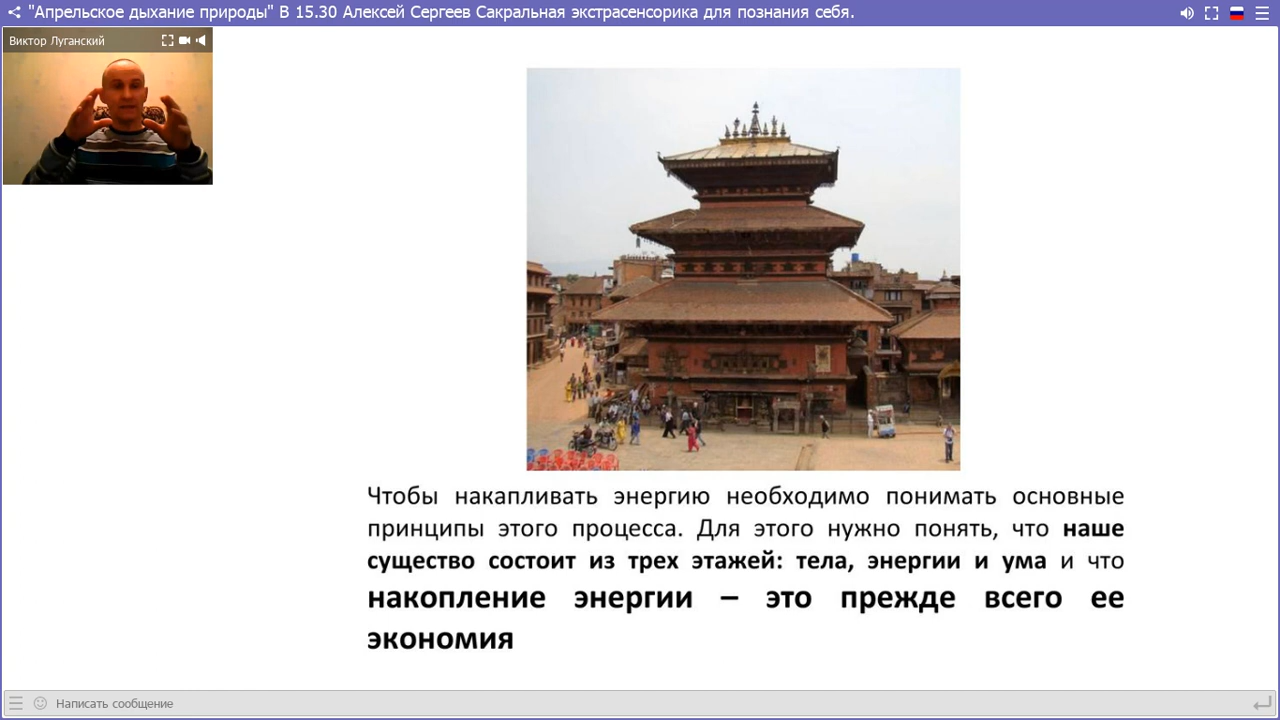 "Апрельское дыхание природы" В 15.30 Алексей Сергеев Сакральная экстрасенсорика для познания себя.
Виктор Луганский
Чтобы накапливать энергию необходимо понимать основные
принципы этого процесса. Для этого нужно понять, что наше
существо состоит из трех этажей: тела, энергии и ума и что
накопление энергии – это прежде всего ее
экономия
Написать сообщение